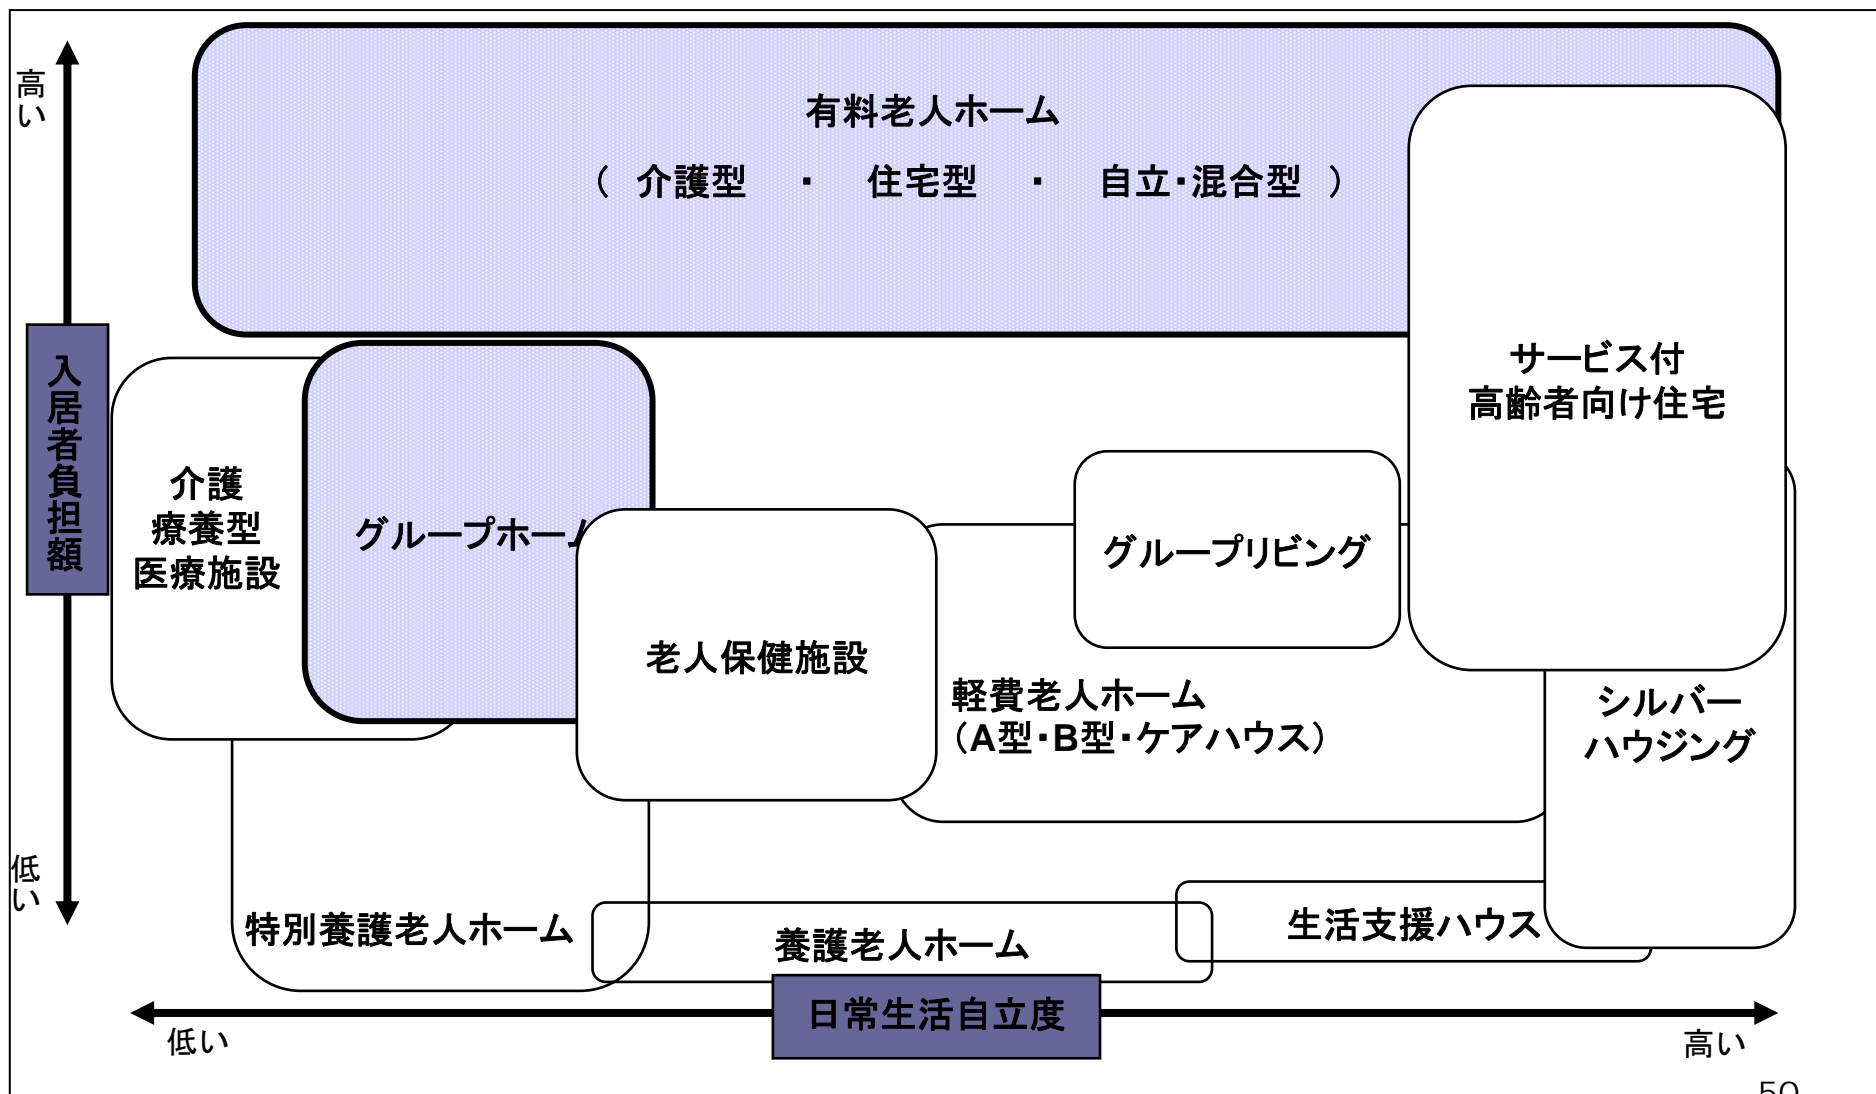 高い
有料老人ホーム
（ 介護型 ・ 住宅型 ・ 自立・混合型 ）
サービス付
高齢者向け住宅
入居者負担額
介護
療養型
医療施設
グループホーム
グループリビング
老人保健施設
軽費老人ホーム
（A型・B型・ケアハウス）
シルバー
ハウジング
低い
特別養護老人ホーム
養護老人ホーム
生活支援ハウス
日常生活自立度
低い
高い
50